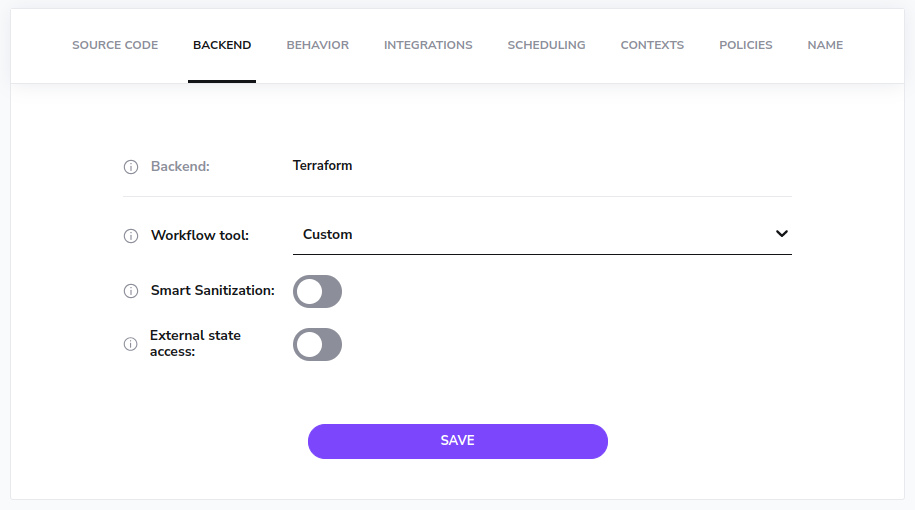 SOURCE CODE BACKEND BEHAVIOR INTEGRATIONS SCHEDULING CONTEXTS POLICIES NAME
Backend: Terraform
Workflow tool: Custom
Smart Sanitization:
External state
access:
SAVE